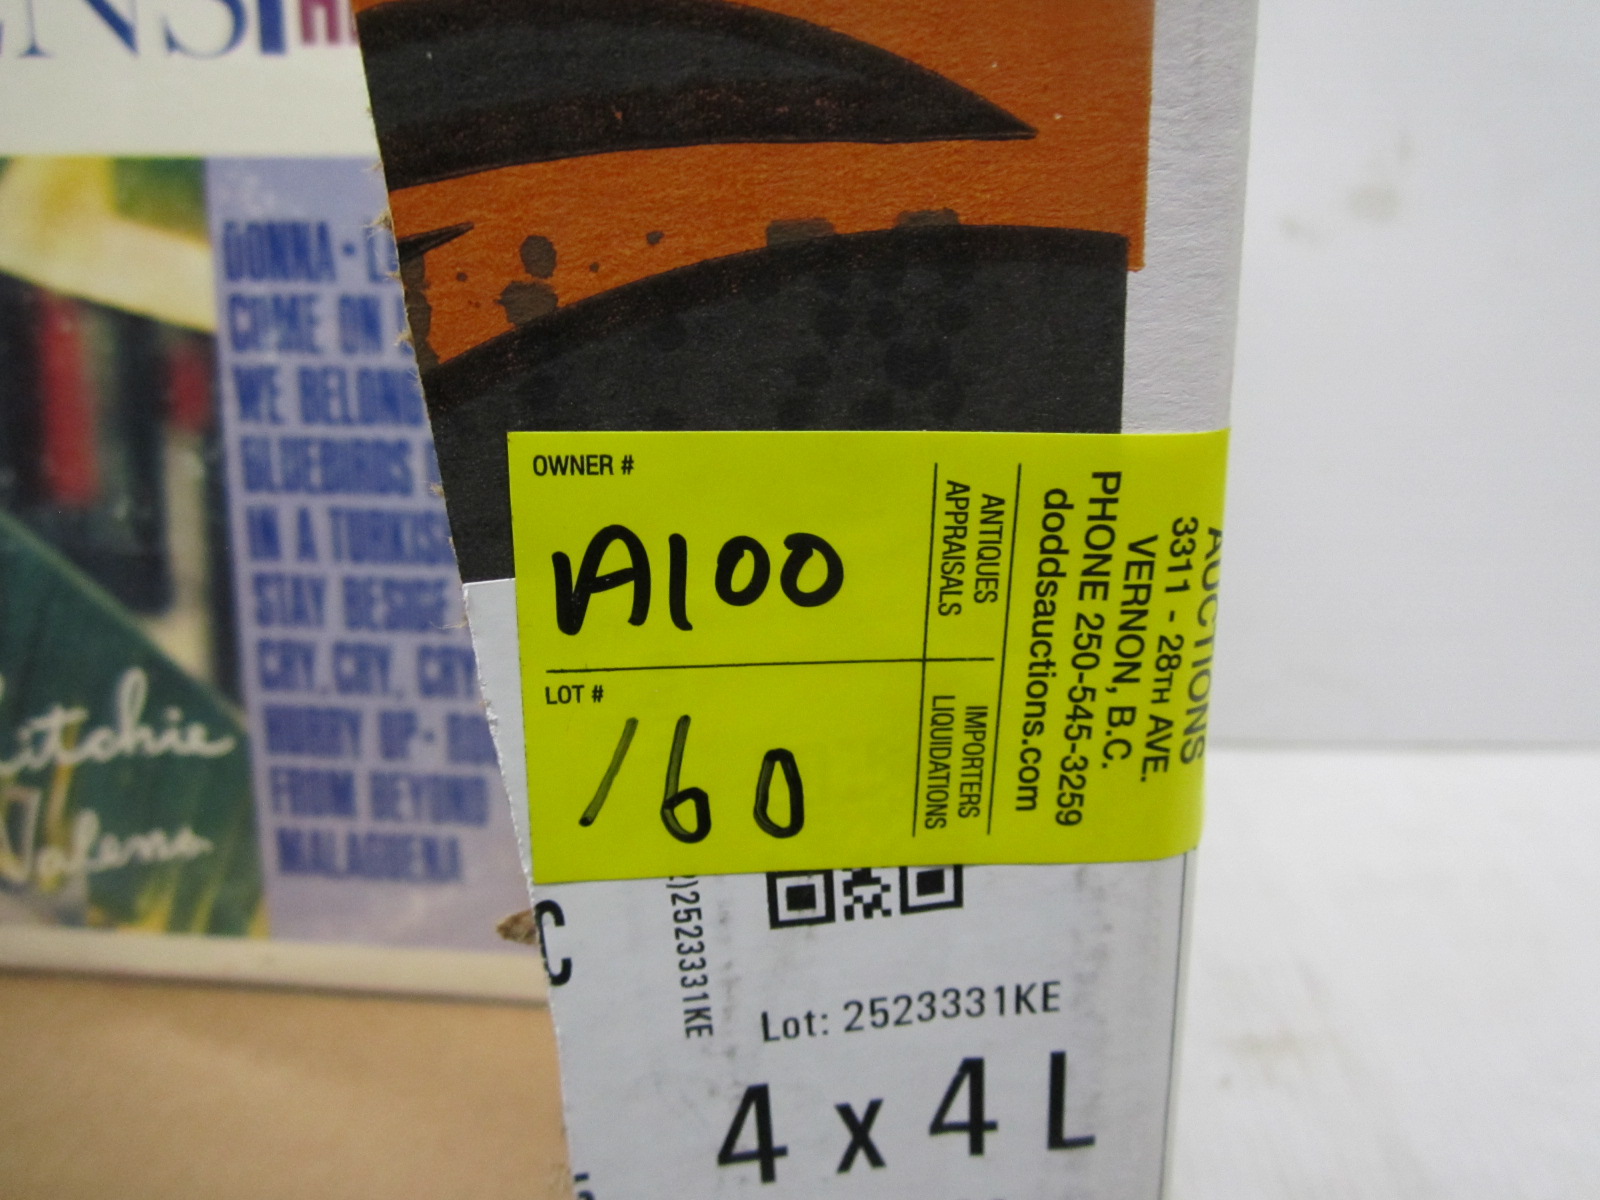 DONNA •
COME ON
WE BELONG
BLUEBIRDS
IN A TURKISH
STAY BESIDE
CRY, CRY, CRY
HURRY UP •
FROM BEYOND
MALAGUENA
Ritchie
Valens
OWNER #
A100
LOT #
160
ANTIQUES
APPRAISALS
IMPORTERS
LIQUIDATIONS
AUCTIONS
3311 - 28TH AVE.
VERNON, B.C.
PHONE 250-545-3259
doddsauctions.com
)2523331KE
Lot: 2523331KE
4 x 4 L